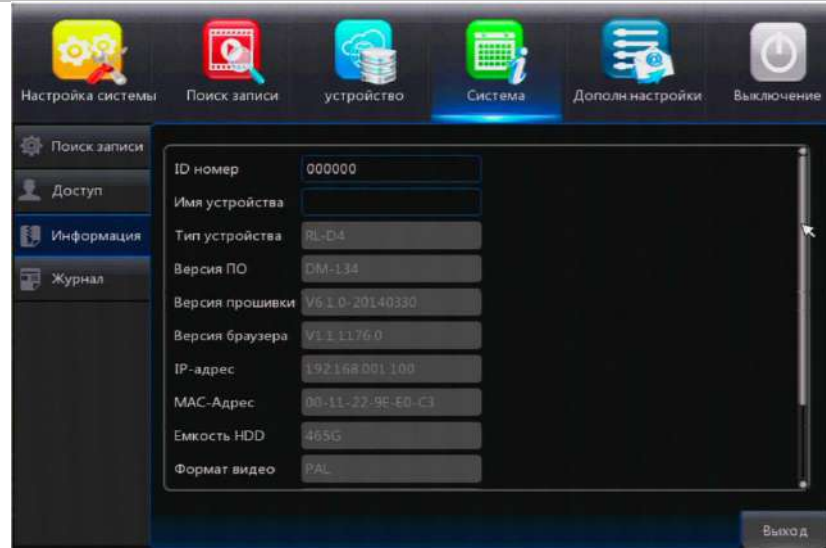 Настройка системы Поиск записи устройство Система Дополн.настройки Выключение
Поиск записи
Доступ
Информация
Журнал
ID номер 000000
Имя устройства
Тип устройства RL-D4
Версия ПО DM-134
Версия прошивки V6.1.0-20140330
Версия браузера V1.1.1176.0
IP-адрес 192.168.001.100
MAC-Адрес 00-11-22-9E-E0-C3
Емкость HDD 465G
Формат видео PAL
Выход